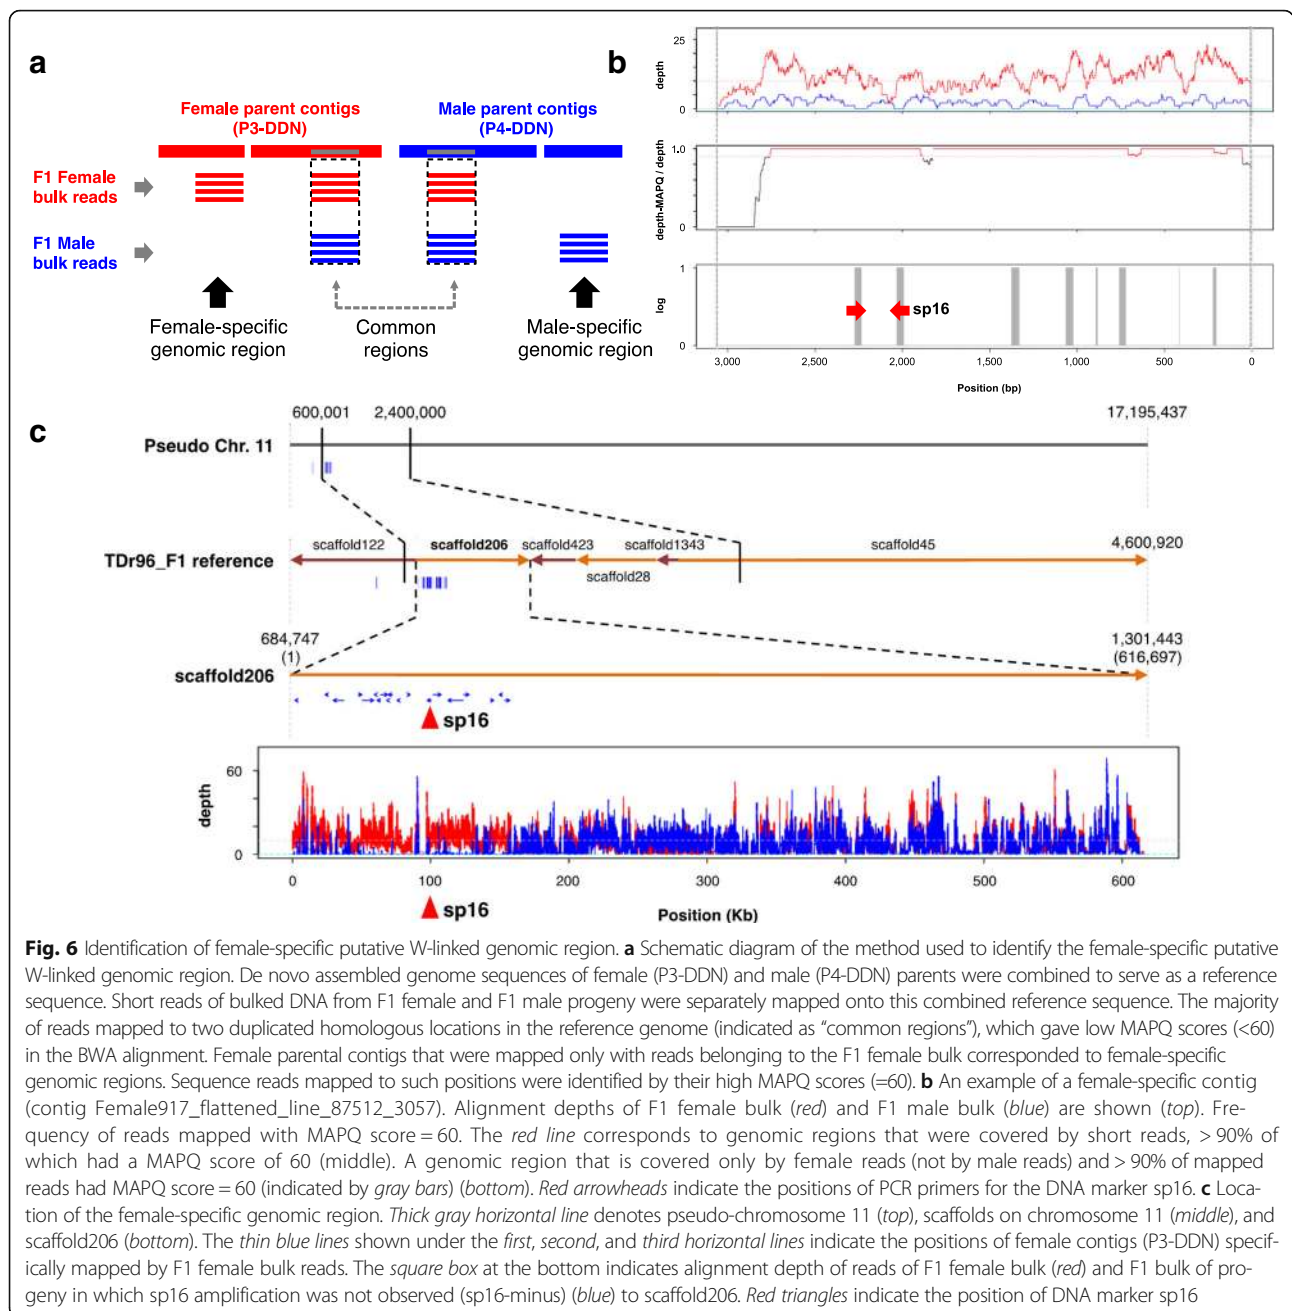 a
Female parent contigs
(P3-DDN)
Male parent contigs
(P4-DDN)
F1 Female
bulk reads
F1 Male
bulk reads
Female-specific
genomic region
Common
regions
Male-specific
genomic region
b
25
0
depth
1.0
0
depth-MAPQ / depth
1
0
log
sp16
3,000
2,500
2,000
1,500
1,000
500
0
Position (bp)
c
600,001
2,400,000
17,195,437
Pseudo Chr. 11
scaffold122
scaffold206
scaffold423
scaffold1343
scaffold45
4,600,920
TDr96_F1 reference
scaffold28
684,747
(1)
1,301,443
(616,697)
scaffold206
sp16
60
0
depth
0
100
200
300
400
500
600
sp16
Position (Kb)
Fig. 6 Identification of female-specific putative W-linked genomic region. a Schematic diagram of the method used to identify the female-specific putative
W-linked genomic region. De novo assembled genome sequences of female (P3-DDN) and male (P4-DDN) parents were combined to serve as a reference
sequence. Short reads of bulked DNA from F1 female and F1 male progeny were separately mapped onto this combined reference sequence. The majority
of reads mapped to two duplicated homologous locations in the reference genome (indicated as “common regions”), which gave low MAPQ scores (<60)
in the BWA alignment. Female parental contigs that were mapped only with reads belonging to the F1 female bulk corresponded to female-specific
genomic regions. Sequence reads mapped to such positions were identified by their high MAPQ scores (=60). b An example of a female-specific contig
(contig Female917_flattened_line_87512_3057). Alignment depths of F1 female bulk (red) and F1 male bulk (blue) are shown (top). Fre-
quency of reads mapped with MAPQ score = 60. The red line corresponds to genomic regions that were covered by short reads, > 90% of
which had a MAPQ score of 60 (middle). A genomic region that is covered only by female reads (not by male reads) and > 90% of mapped
reads had MAPQ score = 60 (indicated by gray bars) (bottom). Red arrowheads indicate the positions of PCR primers for the DNA marker sp16. c Loca-
tion of the female-specific genomic region. Thick gray horizontal line denotes pseudo-chromosome 11 (top), scaffolds on chromosome 11 (middle), and
scaffold206 (bottom). The thin blue lines shown under the first, second, and third horizontal lines indicate the positions of female contigs (P3-DDN) specif-
ically mapped by F1 female bulk reads. The square box at the bottom indicates alignment depth of reads of F1 female bulk (red) and F1 bulk of pro-
geny in which sp16 amplification was not observed (sp16-minus) (blue) to scaffold206. Red triangles indicate the position of DNA marker sp16